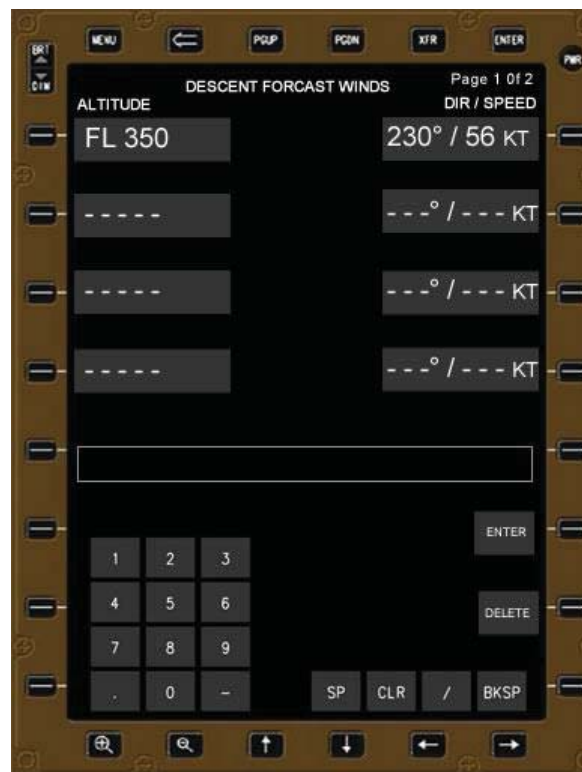 MENU PGUP PGDN XFR ENTER
BRT
DIM
PWR
DESCENT FORCAST WINDS Page 1 0f 2
ALTITUDE DIR / SPEED
FL 350 230° / 56 KT
- - - - - - - -° / - - - KT
- - - - - - - -° / - - - KT
- - - - - - - -° / - - - KT
ENTER
1 2 3
4 5 6
DELETE
7 8 9
. 0 – SP CLR / BKSP